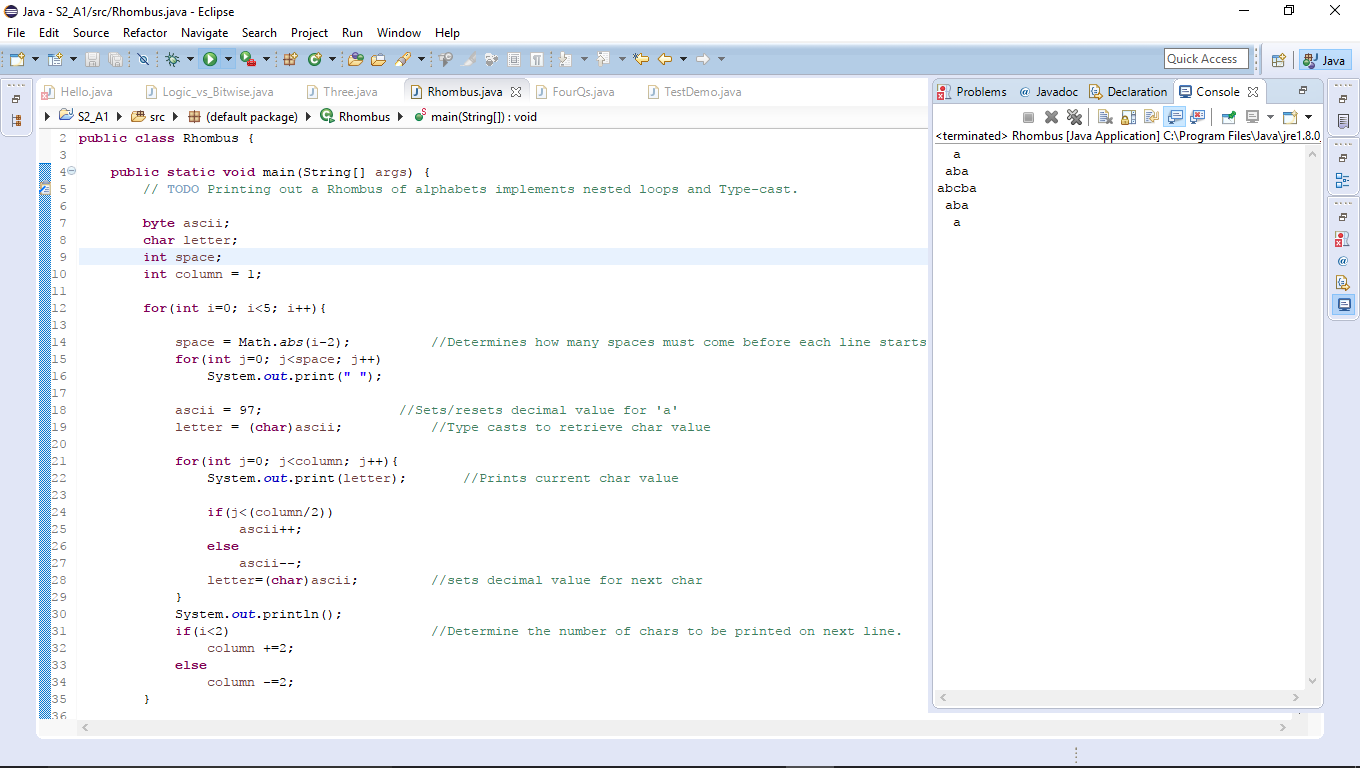 Java - S2_A1/src/Rhombus.java - Eclipse
File Edit Source Refactor Navigate Search Project Run Window Help
Quick Access
Java
Hello.java Logic_vs_Bitwise.java Three.java Rhombus.java FourQs.java TestDemo.java
S2_A1 src (default package) Rhombus main(String[]) : void
2 public class Rhombus {
3
4 public static void main(String[] args) {
5 // TODO Printing out a Rhombus of alphabets implements nested loops and Type-cast.
6
7 byte ascii;
8 char letter;
9 int space;
10 int column = 1;
11
12 for(int i=0; i<5; i++){
13
14 space = Math.abs(i-2); //Determines how many spaces must come before each line starts
15 for(int j=0; j<space; j++)
16 System.out.print(" ");
17
18 ascii = 97; //Sets/resets decimal value for 'a'
19 letter = (char)ascii; //Type casts to retrieve char value
20
21 for(int j=0; j<column; j++){
22 System.out.print(letter); //Prints current char value
23
24 if(j<(column/2))
25 ascii++;
26 else
27 ascii--;
28 letter=(char)ascii; //sets decimal value for next char
29 }
30 System.out.println();
31 if(i<2) //Determine the number of chars to be printed on next line.
32 column +=2;
33 else
34 column -=2;
35 }
36
Problems @ Javadoc Declaration Console
<terminated> Rhombus [Java Application] C:\Program Files\Java\jre1.8.0
a
aba
abcba
aba
a